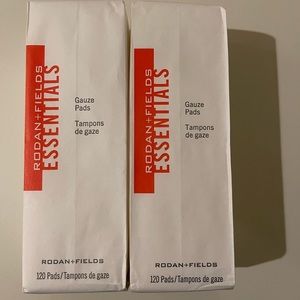 RODAN+FIELDS
ESSENTIALS
Gauze
Pads
Tampons
de gaze
RODAN+FIELDS
120 Pads/Tampons de gaze
RODAN+FIELDS
ESSENTIALS
Gauze
Pads
Tampons
de gaze
RODAN+FIELDS
120 Pads/Tampons de gaze